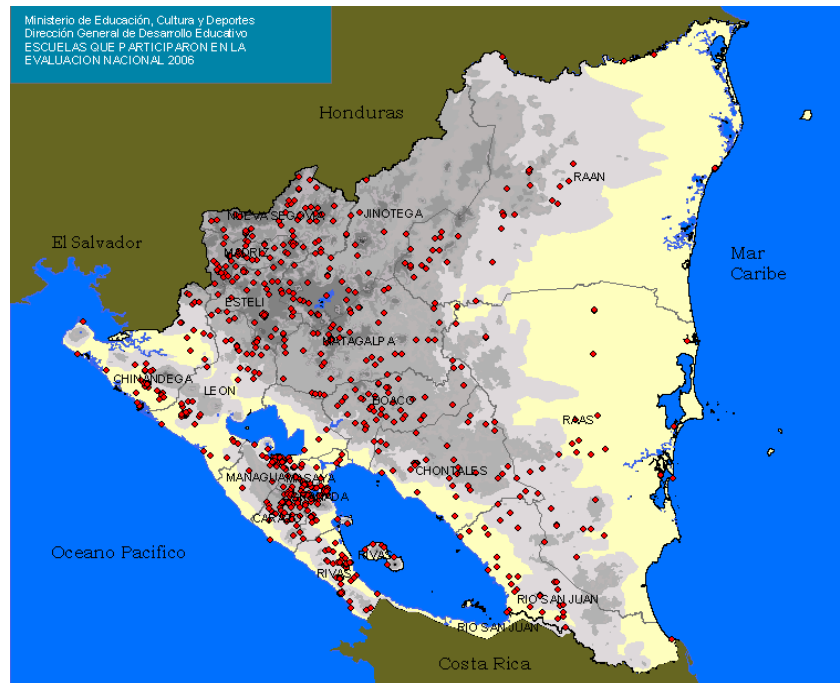 Ministerio de Educación, Cultura y Deportes
Dirección General de Desarrollo Educativo
ESCUELAS QUE PARTICIPARON EN LA
EVALUACION NACIONAL 2006
Honduras
RAAN
NUEVA SEGOVIA
JINOTEGA
El Salvador
MADRIZ
Mar
Caribe
ESTELI
MATAGALPA
CHINANDEGA
LEON
BOACO
RAAS
CHONTALES
MANAGUA
MASAYA
GRANADA
CARAZO
Oceano Pacifico
RIVAS
RIVAS
RIO SAN JUAN
RIO SAN JUAN
Costa Rica